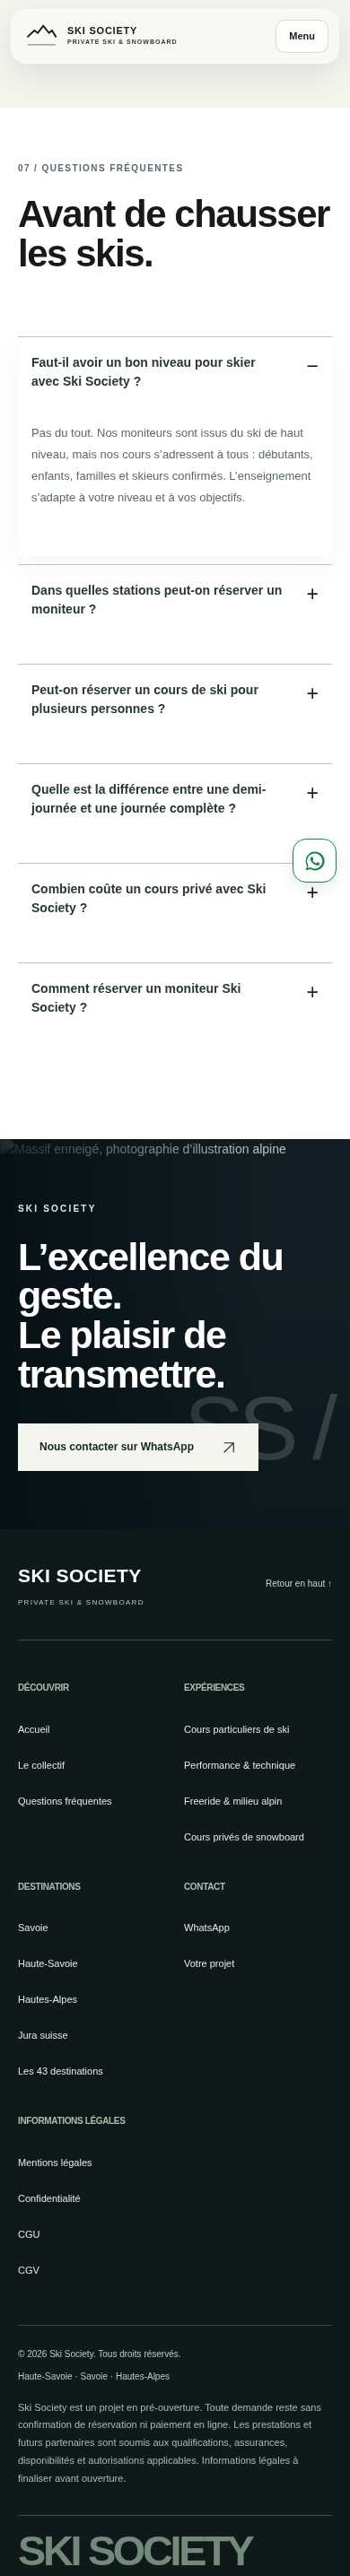 SKI SOCIETY
PRIVATE SKI & SNOWBOARD
Menu
07 / QUESTIONS FRÉQUENTES
Avant de chausser
les skis.
Faut-il avoir un bon niveau pour skier
avec Ski Society ?
−
Pas du tout. Nos moniteurs sont issus du ski de haut
niveau, mais nos cours s’adressent à tous : débutants,
enfants, familles et skieurs confirmés. L’enseignement
s’adapte à votre niveau et à vos objectifs.
Dans quelles stations peut-on réserver un
moniteur ?
+
Peut-on réserver un cours de ski pour
plusieurs personnes ?
+
Quelle est la différence entre une demi-
journée et une journée complète ?
+
Combien coûte un cours privé avec Ski
Society ?
+
Comment réserver un moniteur Ski
Society ?
+
Massif enneigé, photographie d’illustration alpine
SKI SOCIETY
L’excellence du
geste.
Le plaisir de
transmettre.
SS /
Nous contacter sur WhatsApp
SKI SOCIETY
PRIVATE SKI & SNOWBOARD
Retour en haut ↑
DÉCOUVRIR
Accueil
Le collectif
Questions fréquentes
EXPÉRIENCES
Cours particuliers de ski
Performance & technique
Freeride & milieu alpin
Cours privés de snowboard
DESTINATIONS
Savoie
Haute-Savoie
Hautes-Alpes
Jura suisse
Les 43 destinations
CONTACT
WhatsApp
Votre projet
INFORMATIONS LÉGALES
Mentions légales
Confidentialité
CGU
CGV
© 2026 Ski Society. Tous droits réservés.
Haute-Savoie · Savoie · Hautes-Alpes
Ski Society est un projet en pré-ouverture. Toute demande reste sans
confirmation de réservation ni paiement en ligne. Les prestations et
futurs partenaires sont soumis aux qualifications, assurances,
disponibilités et autorisations applicables. Informations légales à
finaliser avant ouverture.
SKI SOCIETY